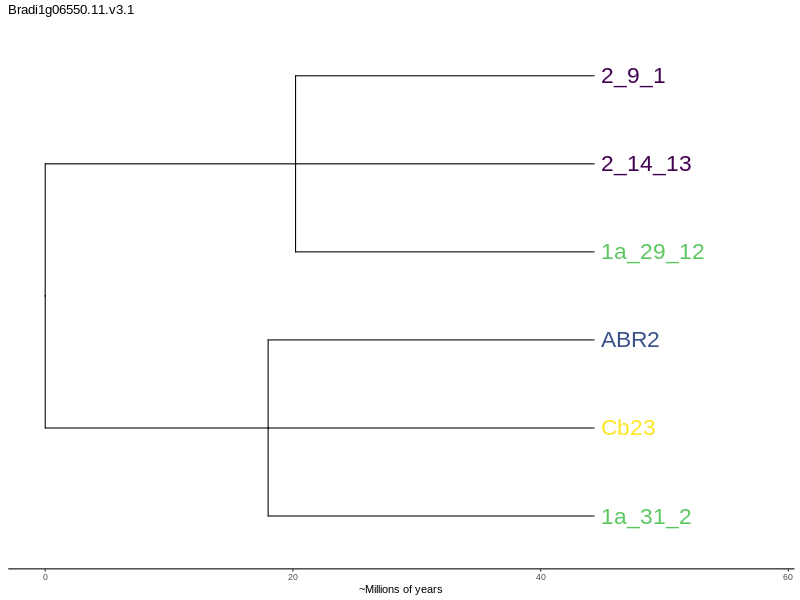 Bradi1g06550.11.v3.1
2_9_1
2_14_13
1a_29_12
ABR2
Cb23
1a_31_2
0 20 40 60
~Millions of years